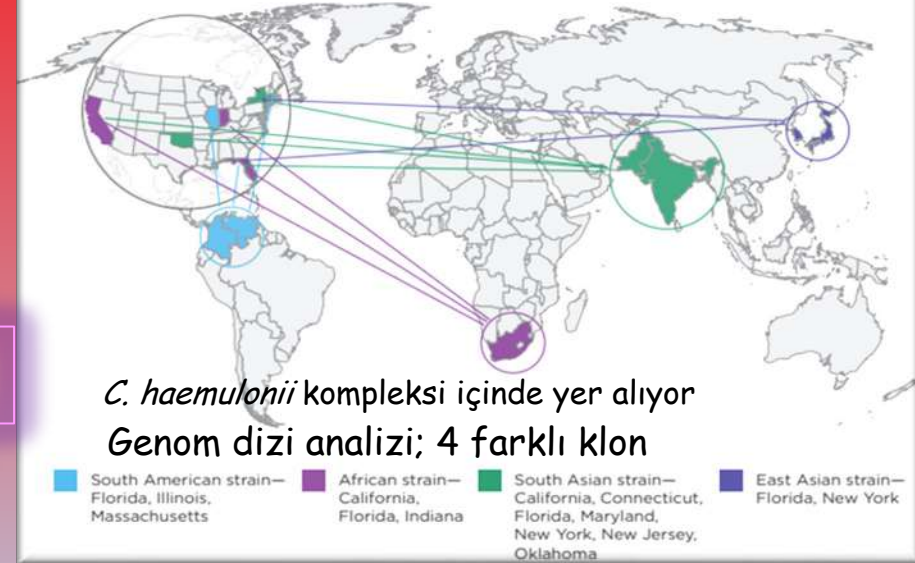 C. haemulonii kompleksi içinde yer alıyor
Genom dizi analizi; 4 farklı klon
South American strain—
Florida, Illinois,
Massachusetts
African strain—
California,
Florida, Indiana
South Asian strain—
California, Connecticut,
Florida, Maryland,
New York, New Jersey,
Oklahoma
East Asian strain—
Florida, New York